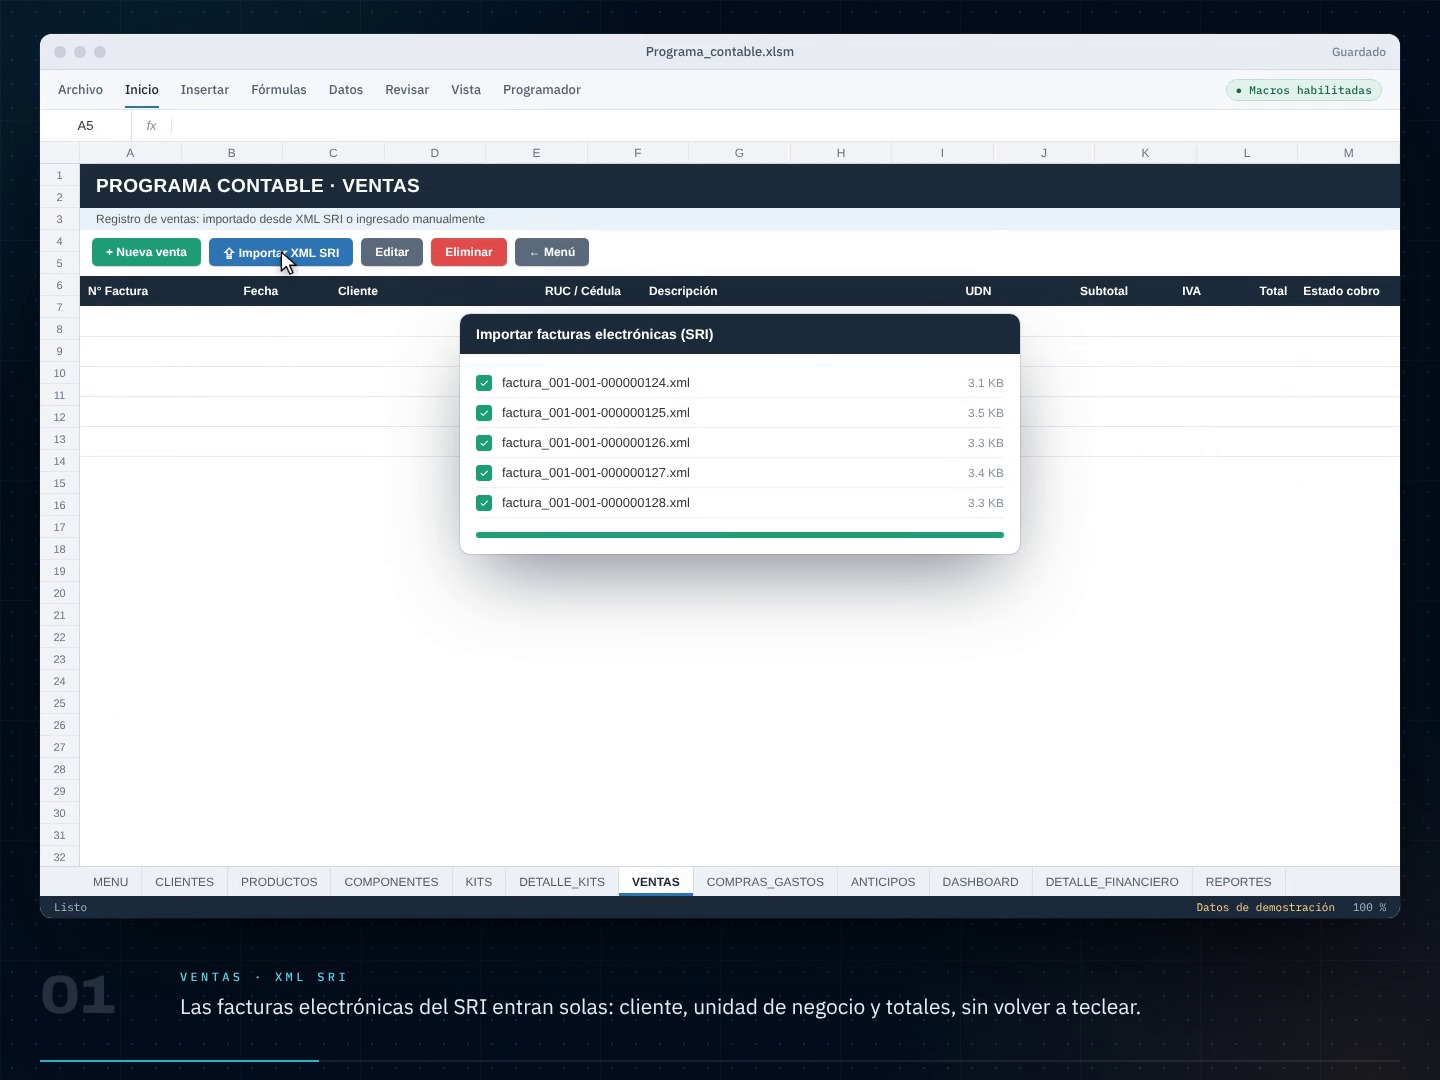 Programa_contable.xlsm
Guardado
Archivo Inicio Insertar Fórmulas Datos Revisar Vista Programador
● Macros habilitadas
A5 fx
A B C D E F G H I J K L M
1
2
PROGRAMA CONTABLE · VENTAS
3 Registro de ventas: importado desde XML SRI o ingresado manualmente
4
5
+ Nueva venta
⇪ Importar XML SRI
Editar
Eliminar
← Menú
6 N° Factura Fecha Cliente RUC / Cédula Descripción UDN Subtotal IVA Total Estado cobro
7
8
9
10
11
12
13
14
15
16
17
18
19
20
21
22
23
24
25
26
27
28
29
30
31
32
Importar facturas electrónicas (SRI)
factura_001-001-000000124.xml 3.1 KB
factura_001-001-000000125.xml 3.5 KB
factura_001-001-000000126.xml 3.3 KB
factura_001-001-000000127.xml 3.4 KB
factura_001-001-000000128.xml 3.3 KB
MENU CLIENTES PRODUCTOS COMPONENTES KITS DETALLE_KITS VENTAS COMPRAS_GASTOS ANTICIPOS DASHBOARD DETALLE_FINANCIERO REPORTES
Listo
Datos de demostración 100 %
01
VENTAS · XML SRI
Las facturas electrónicas del SRI entran solas: cliente, unidad de negocio y totales, sin volver a teclear.